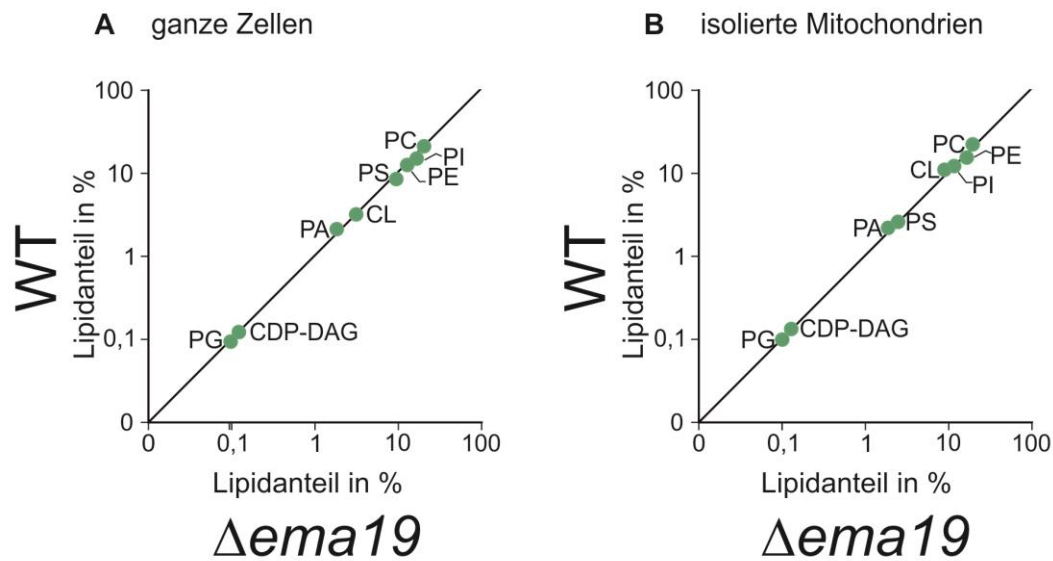 A ganze Zellen
100
10
1
0,1
0
WT
Lipidanteil in %
PC
PI
PE
PS
CL
PA
CDP-DAG
PG
0 0,1 1 10 100
Lipidanteil in %
Δema19
B isolierte Mitochondrien
100
10
1
0,1
0
WT
Lipidanteil in %
PC
PE
CL
PI
PA
PS
CDP-DAG
PG
0 0,1 1 10 100
Lipidanteil in %
Δema19